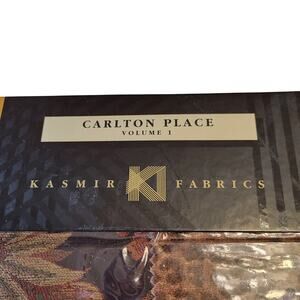 CARLTON PLACE
VOLUME 1
KASMIR K FABRICS